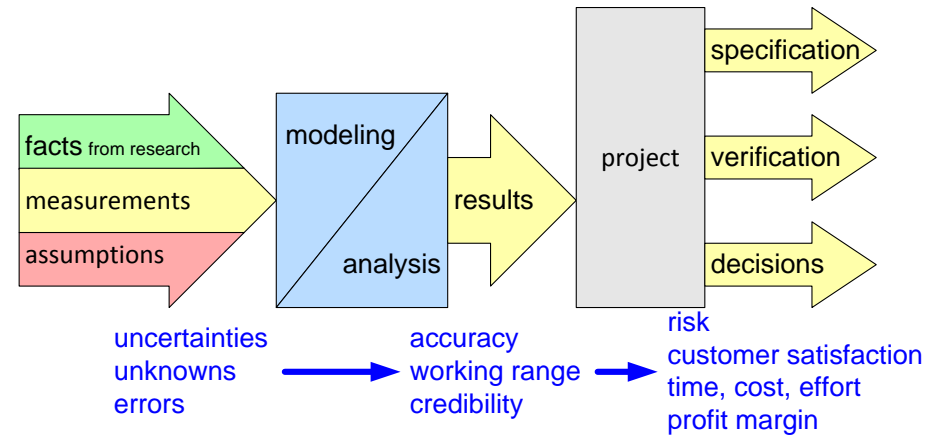 facts from research
measurements
assumptions
modeling
analysis
results
project
specification
verification
decisions
uncertainties
unknowns
errors
accuracy
working range
credibility
risk
customer satisfaction
time, cost, effort
profit margin